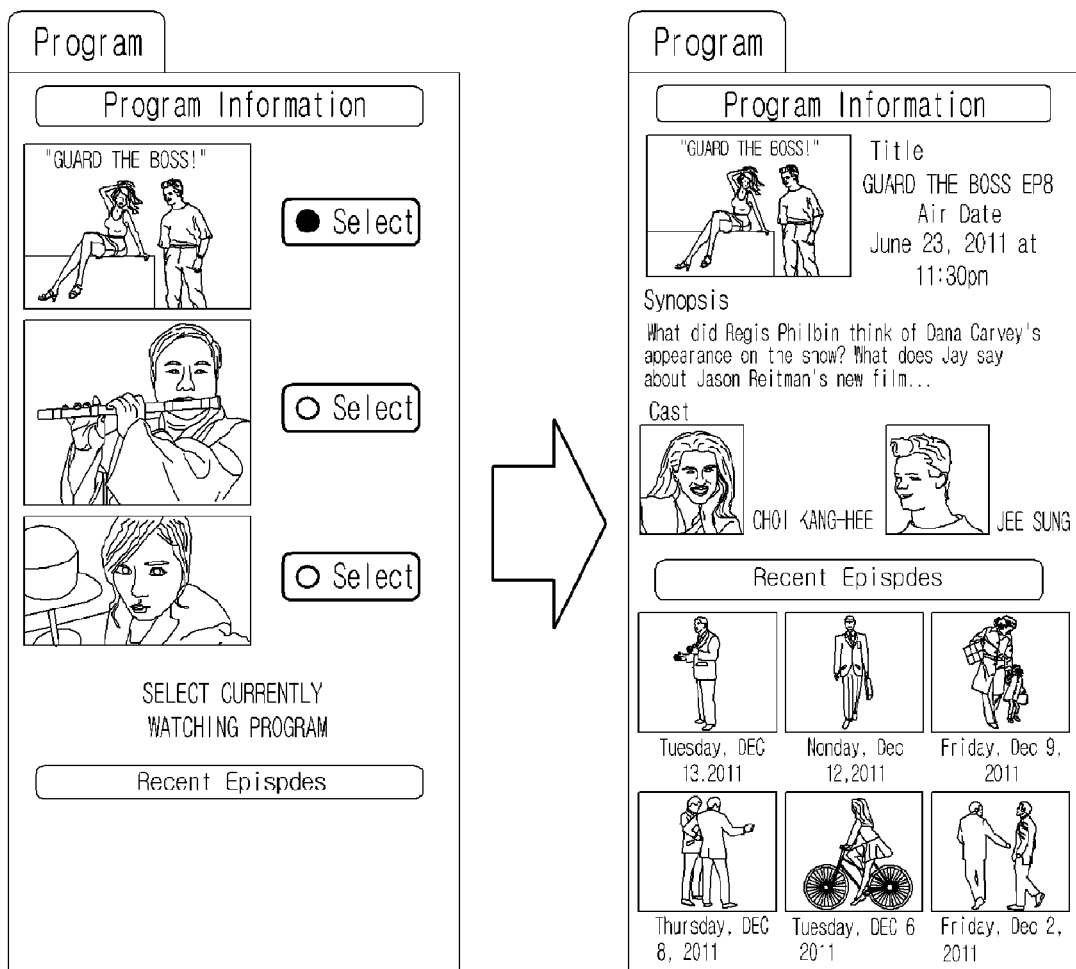 Program
Program Information
"GUARD THE BOSS!"
Select
Select
Select
SELECT CURRENTLY
WATCHING PROGRAM
Recent Epispdes
Program
Program Information
"GUARD THE BOSS!"
Title
GUARD THE BOSS EP8
Air Date
June 23, 2011 at
11:30pm
Synopsis
What did Regis Philbin think of Dana Carvey's
appearance on the show? What does Jay say
about Jason Reitman's new film...
Cast
CHOI KANG-HEE
JEE SUNG
Recent Epispdes
Tuesday, DEC
13.2011
Nonday, Dec
12,2011
Friday, Dec 9,
2011
Thursday, DEC
8, 2011
Tuesday, DEC 6
2011
Friday, Dec 2,
2011